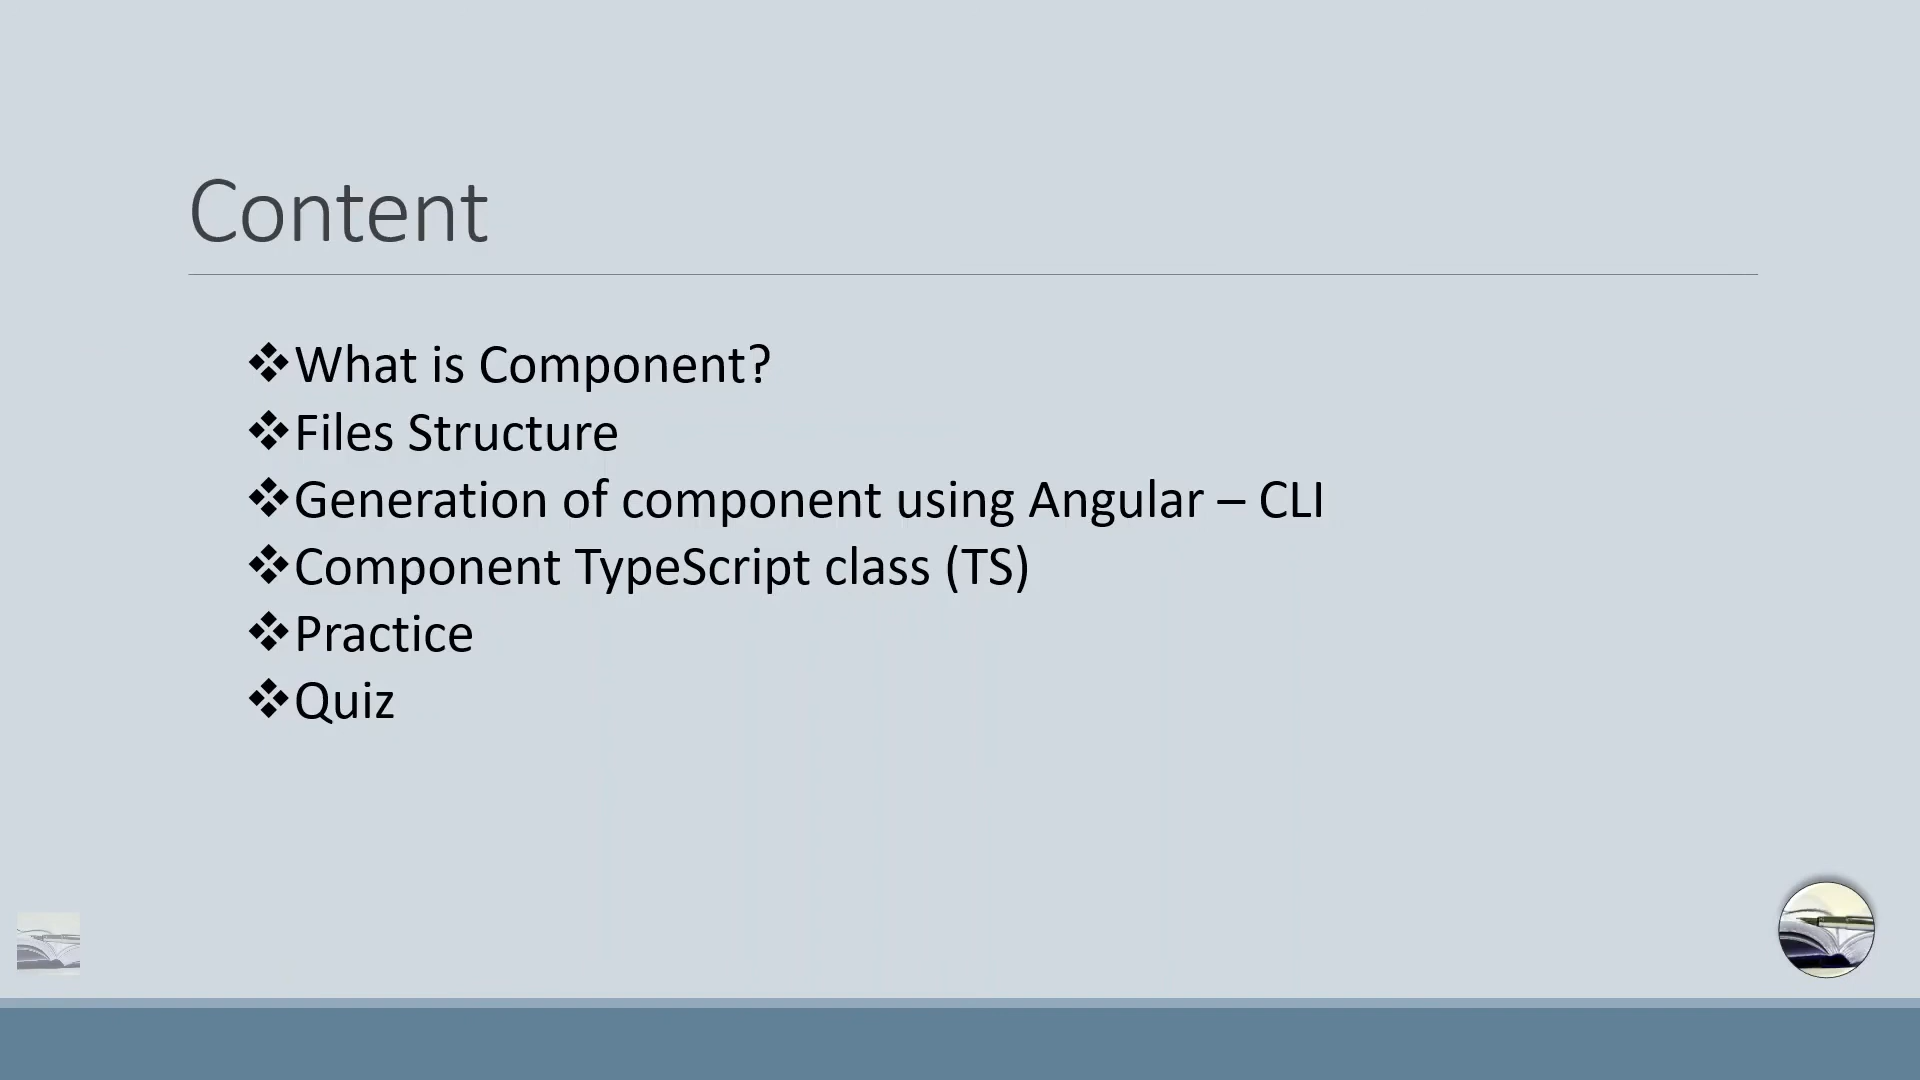 Content
❖What is Component?
❖Files Structure
❖Generation of component using Angular – CLI
❖Component TypeScript class (TS)
❖Practice
❖Quiz